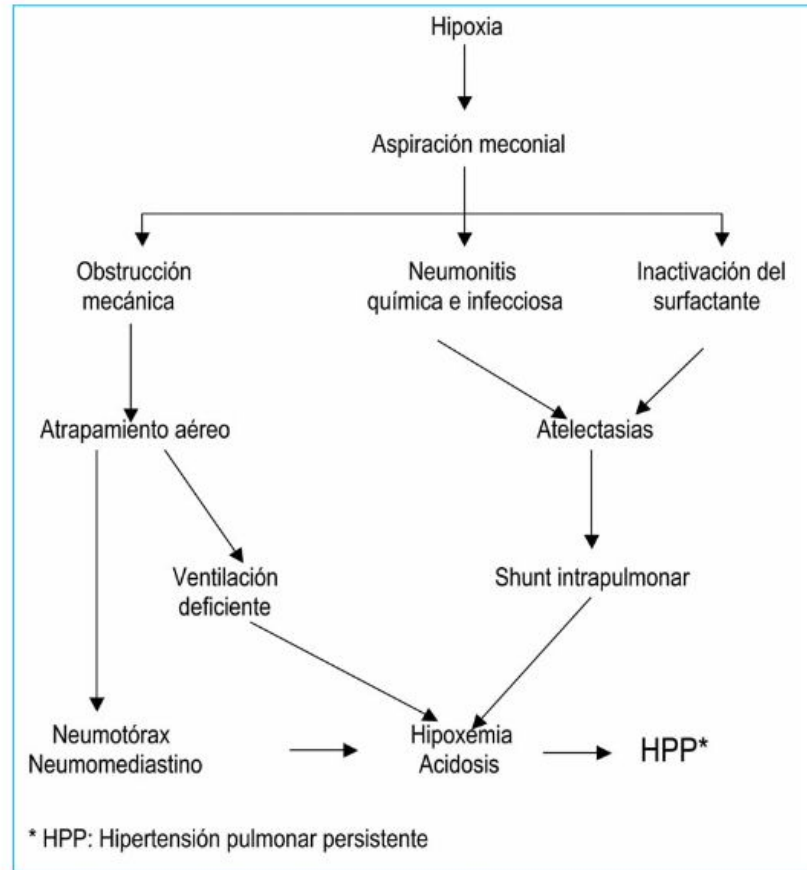 Hipoxia
Aspiración meconial
Obstrucción
mecánica
Neumonitis
química e infecciosa
Inactivación del
surfactante
Atrapamiento aéreo
Atelectasias
Ventilación
deficiente
Shunt intrapulmonar
Neumotórax
Neumomediastino
Hipoxemia
Acidosis
HPP*
* HPP: Hipertensión pulmonar persistente